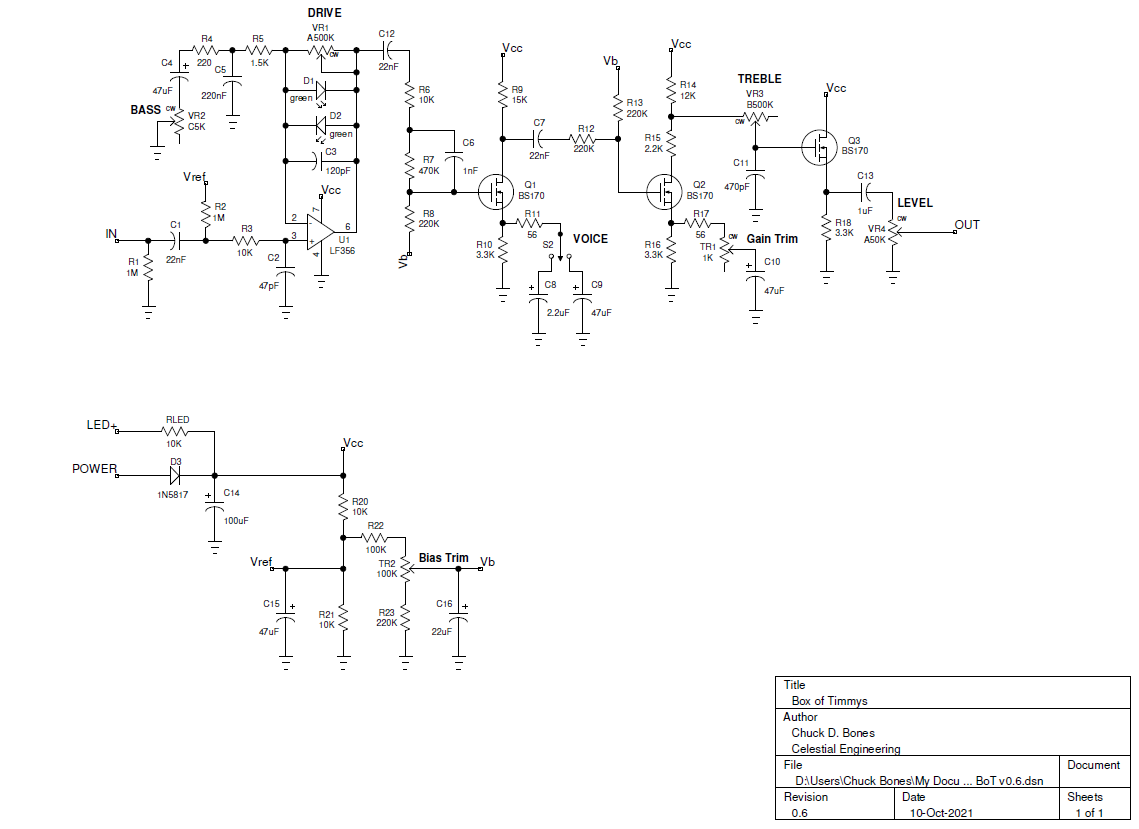 DRIVE
VR1
A500K
cw
R4
220
R5
1.5K
C4
+
47uF
C5
220nF
BASS
cw
VR2
C5K
D1
green
D2
green
C3
120pF
C12
22nF
Vcc
7
2
-
3
+
6
4
U1
LF356
Vref
R2
1M
IN
R1
1M
C1
22nF
R3
10K
C2
47pF
R6
10K
R7
470K
C6
1nF
R8
220K
Vb
Vcc
R9
15K
C7
22nF
R12
220K
Q1
BS170
R11
56
R10
3.3K
S2
VOICE
+
C8
2.2uF
+
C9
47uF
Vb
R13
220K
Vcc
R14
12K
R15
2.2K
Q2
BS170
R17
56
R16
3.3K
TR1
1K
cw
Gain Trim
+
C10
47uF
TREBLE
VR3
B500K
cw
C11
470pF
Vcc
Q3
BS170
C13
1uF
R18
3.3K
LEVEL
cw
VR4
A50K
OUT
LED+
RLED
10K
POWER
D3
1N5817
+
C14
100uF
Vcc
R20
10K
R22
100K
Vref
C15
+
47uF
R21
10K
TR2
100K
Bias Trim
Vb
R23
220K
C16
+
22uF
Title
Box of Timmys
Author
Chuck D. Bones
Celestial Engineering
File
Document
D:\Users\Chuck Bones\My Docu ... BoT v0.6.dsn
Revision
Date
Sheets
0.6
10-Oct-2021
1 of 1